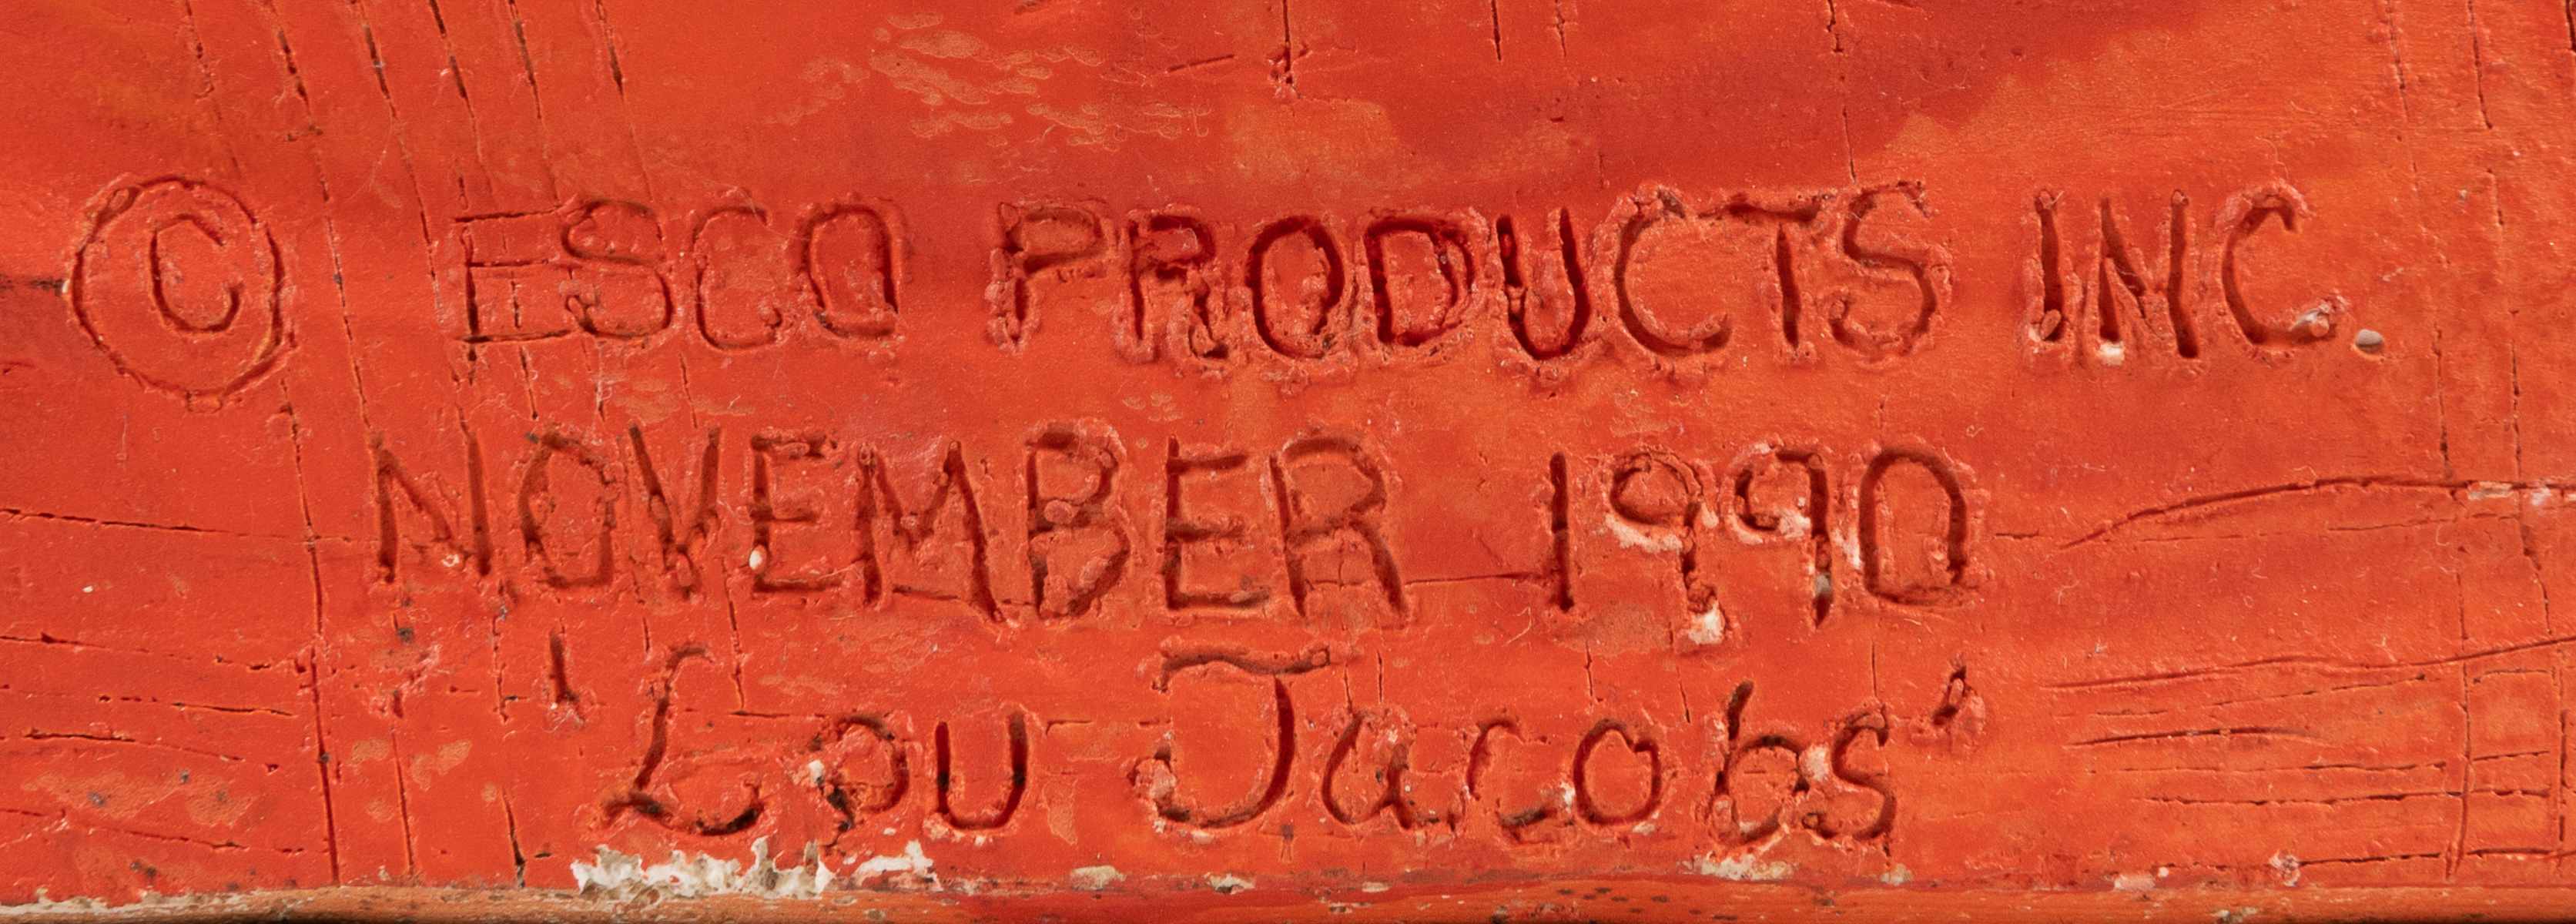 © ESCO PRODUCTS INC.
NOVEMBER 1990
'Lou Jacobs'